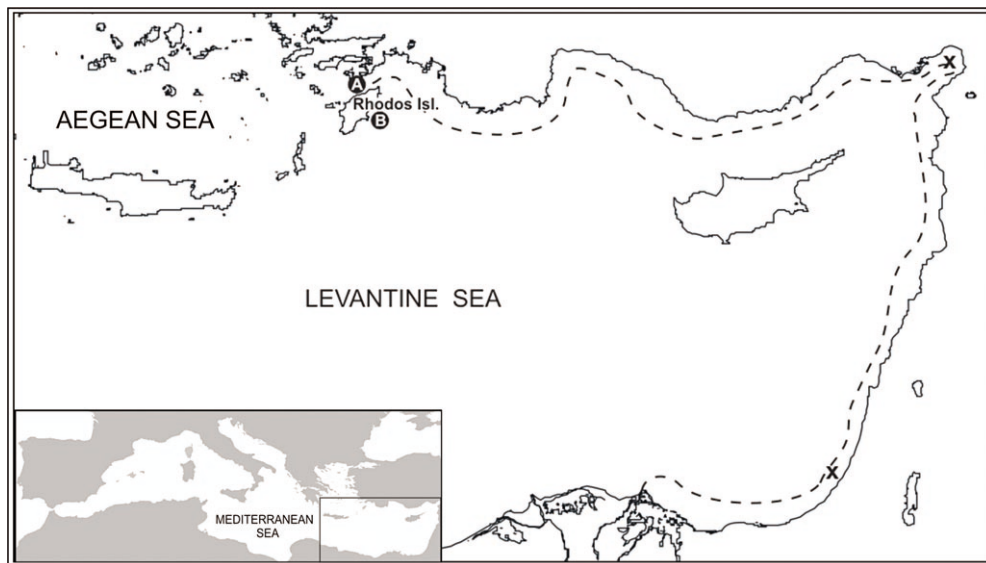 A
Rhodos Isl.
B
AEGEAN SEA
X
LEVANTINE SEA
X
MEDITERRANEAN
SEA